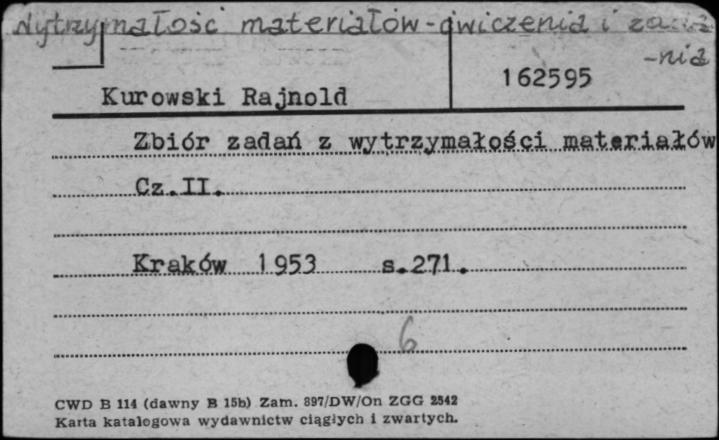 Wytrzymałość materiałów - ćwiczenia i zada
-nia
162595
Kurowski Rajnold
Zbiór zadań z wytrzymałości materiałów
Cz.II.
Kraków 1953 s.271.
6
CWD B 114 (dawny B 15b) Zam. 897/DW/On ZGG 2542
Karta katalogowa wydawnictw ciągłych i zwartych.